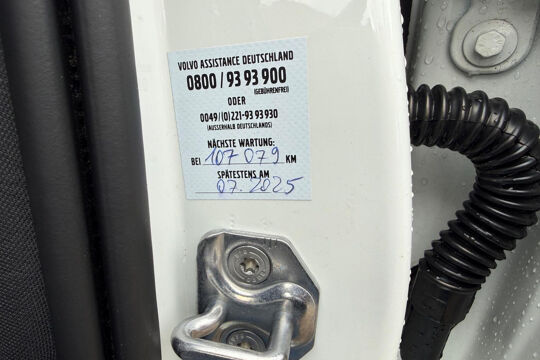 VOLVO ASSISTANCE DEUTSCHLAND
0800 / 93 93 900
(GEBÜHRENFREI)
ODER
0049/(0)221-93 93 930
(AUSSERHALB DEUTSCHLANDS)
NÄCHSTE WARTUNG:
BEI 107 079 KM
SPÄTESTENS AM
07.2025